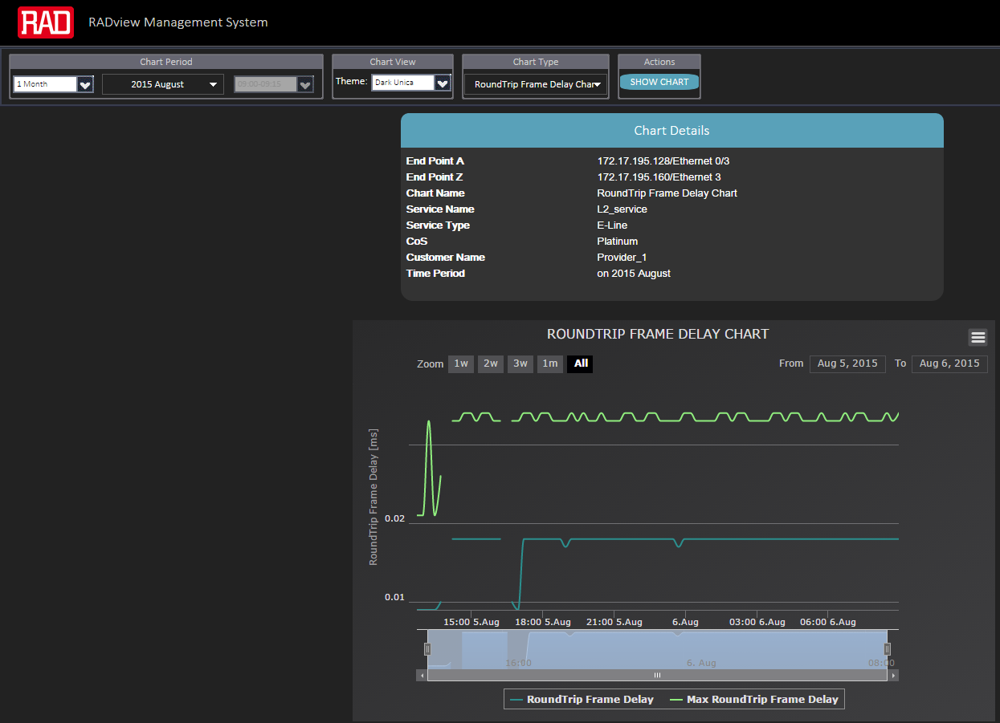 RAD RADview Management System
Chart Period Chart View Chart Type Actions
1 Month 2015 August 09:00-09:15 Theme: Dark Unica RoundTrip Frame Delay Char SHOW CHART
Chart Details
End Point A 172.17.195.128/Ethernet 0/3
End Point Z 172.17.195.160/Ethernet 3
Chart Name RoundTrip Frame Delay Chart
Service Name L2_service
Service Type E-Line
CoS Platinum
Customer Name Provider_1
Time Period on 2015 August
ROUNDTRIP FRAME DELAY CHART
Zoom 1w 2w 3w 1m All From Aug 5, 2015 To Aug 6, 2015
RoundTrip Frame Delay [ms]
0.02
0.01
15:00 5.Aug 18:00 5.Aug 21:00 5.Aug 6.Aug 03:00 6.Aug 06:00 6.Aug
16:00 6. Aug 08:00
RoundTrip Frame Delay Max RoundTrip Frame Delay